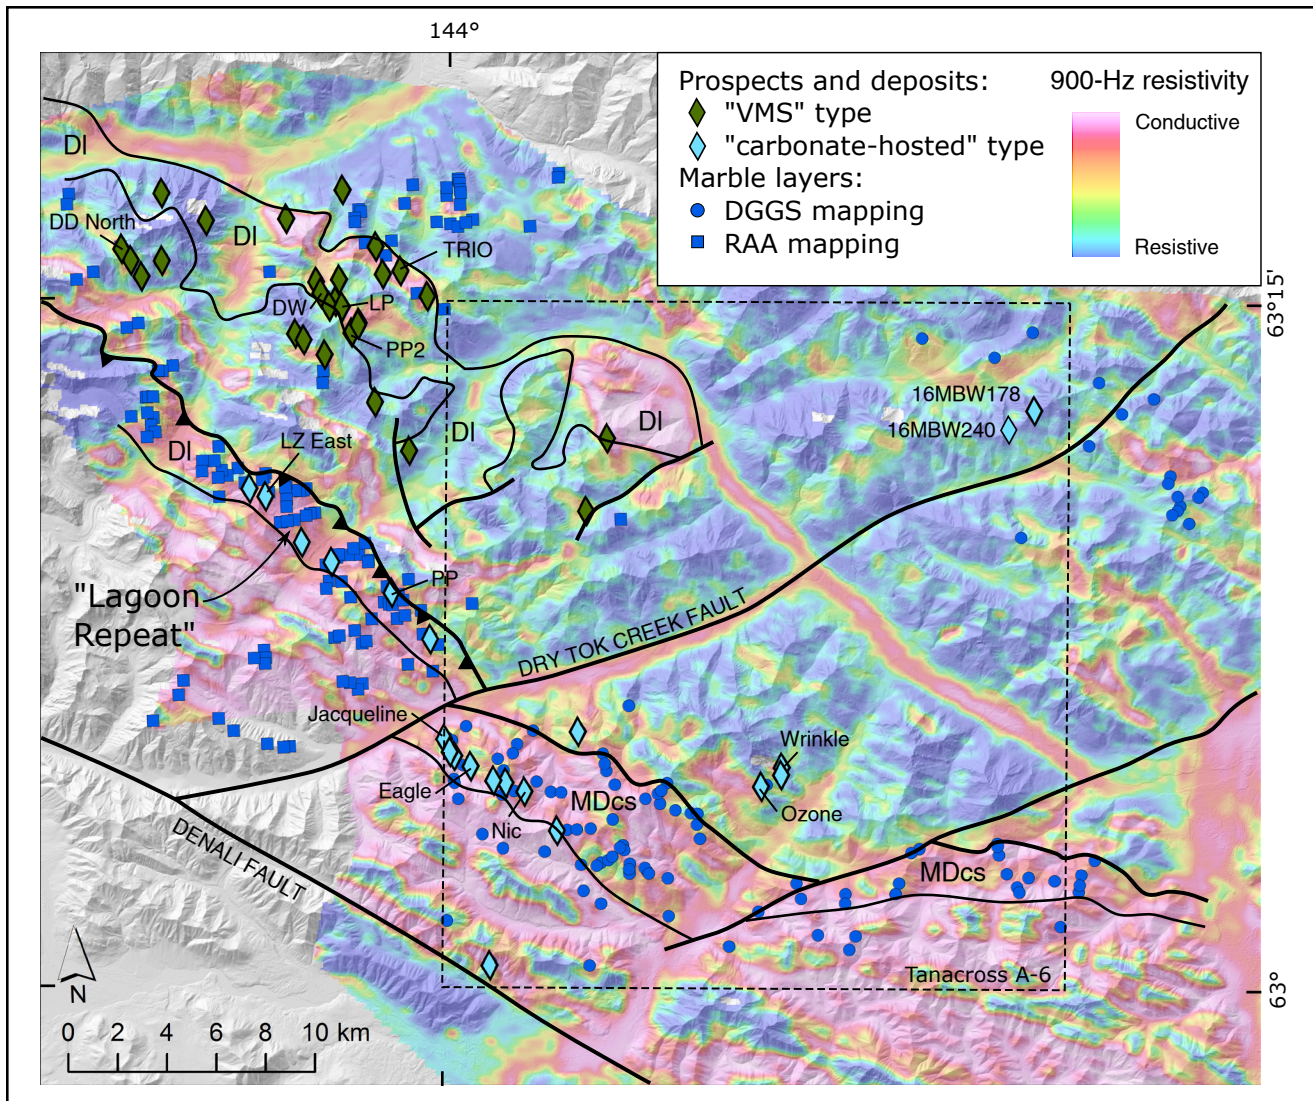 144°
Prospects and deposits:
"VMS" type
"carbonate-hosted" type
Marble layers:
DGGS mapping
RAA mapping
900-Hz resistivity
Conductive
Resistive
DI
DD North
DI
TRIO
DW
LP
PP2
63°15'
16MBW178
16MBW240
DI
DI
DI
LZ East
PP
"Lagoon
Repeat"
DRY TOK CREEK FAULT
Jacqueline
Wrinkle
Eagle
MDcs
Ozone
Nic
DENALI FAULT
MDcs
Tanacross A-6
63°
N
0 2 4 6 8 10 km